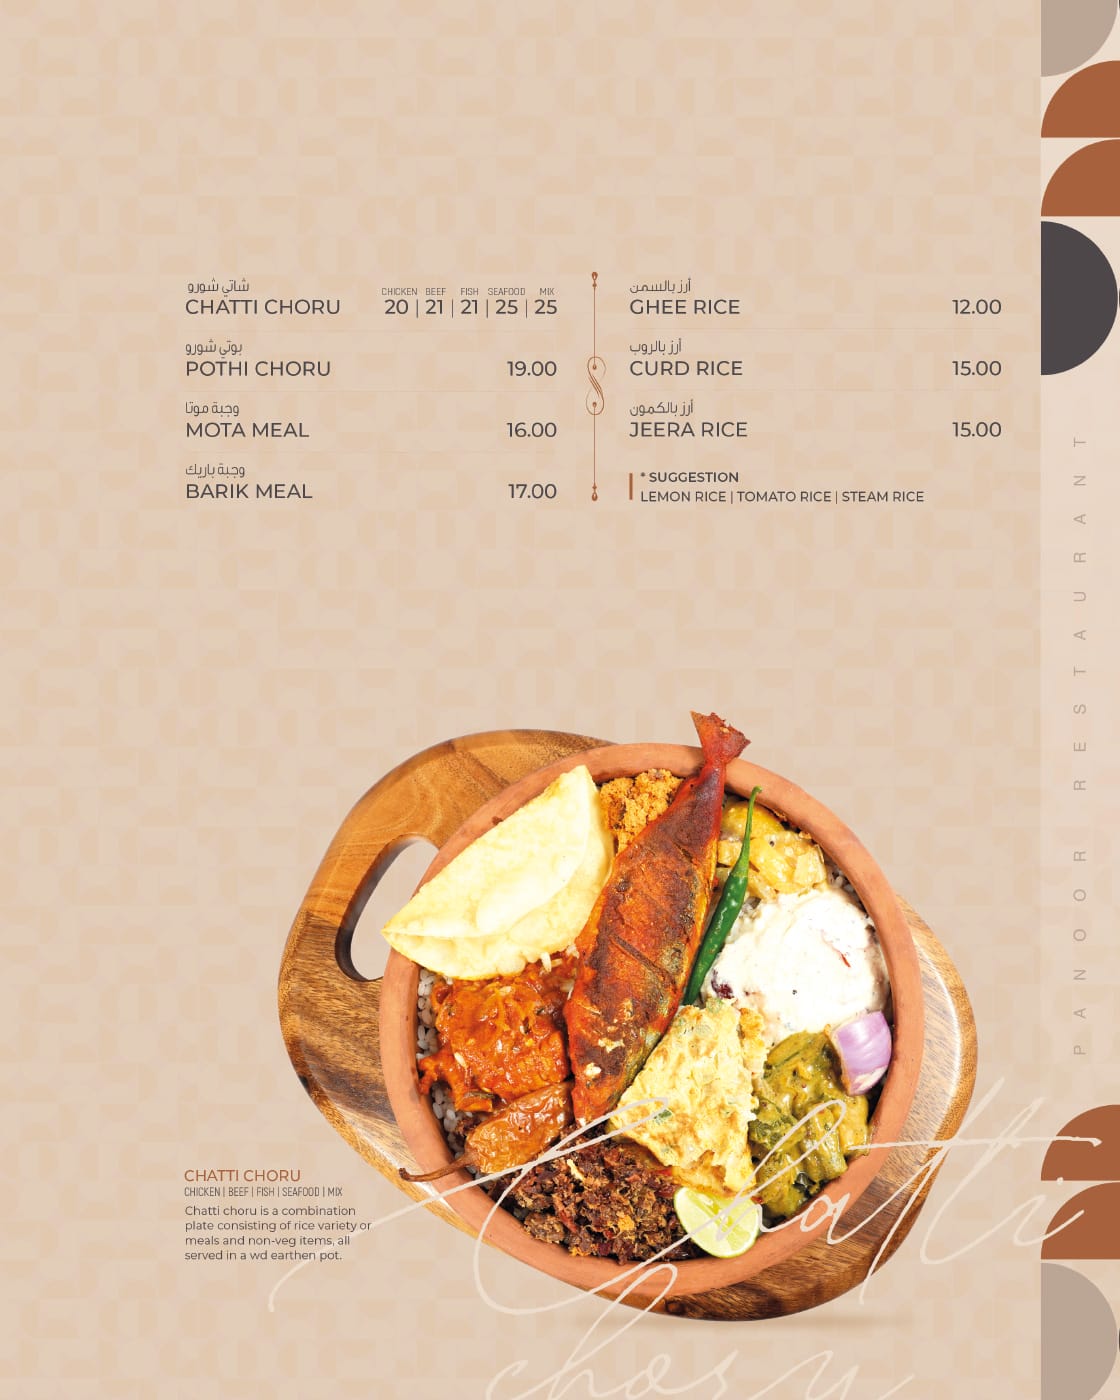 شاتي شورو
CHATTI CHORU
CHICKEN BEEF FISH SEAFOOD MIX
20 | 21 | 21 | 25 | 25
بوتي شورو
POTHI CHORU 19.00
وجبة موتا
MOTA MEAL 16.00
وجبة باريك
BARIK MEAL 17.00
أرز بالسمن
GHEE RICE 12.00
أرز بالروب
CURD RICE 15.00
أرز بالكمون
JEERA RICE 15.00
* SUGGESTION
LEMON RICE | TOMATO RICE | STEAM RICE
PANOOR RESTAURANT
CHATTI CHORU
CHICKEN | BEEF | FISH | SEAFOOD | MIX
Chatti choru is a combination
plate consisting of rice variety or
meals and non-veg items, all
served in a wd earthen pot.
Chatti
choru